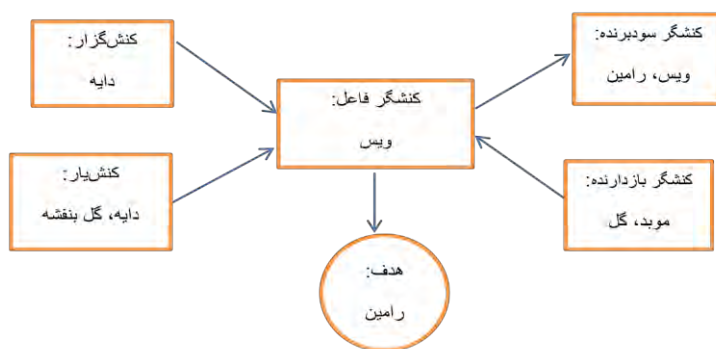 کنش‌گزار:
دایه
کنشگر سودبرنده:
ویس، رامین
کنشگر فاعل:
ویس
کنش‌یار:
دایه، گل بنفشه
کنشگر بازدارنده:
موبد، گل
هدف:
رامین